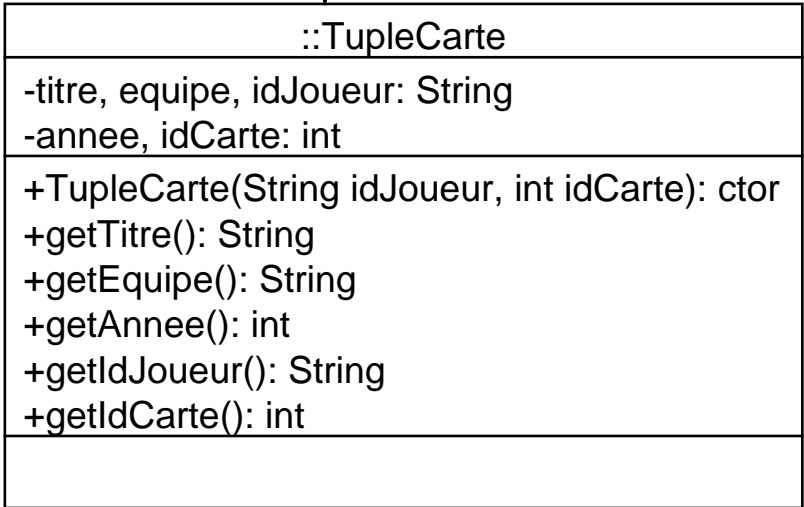 ::TupleCarte
-titre, equipe, idJoueur: String
-annee, idCarte: int
+TupleCarte(String idJoueur, int idCarte): ctor
+getTitre(): String
+getEquipe(): String
+getAnnee(): int
+getIdJoueur(): String
+getIdCarte(): int